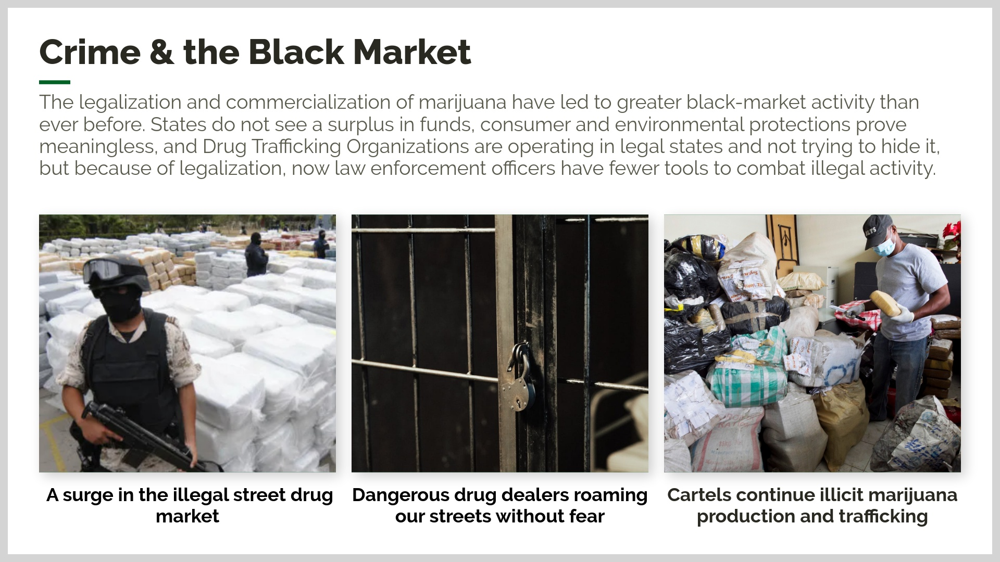 Crime & the Black Market
The legalization and commercialization of marijuana have led to greater black-market activity than
ever before. States do not see a surplus in funds, consumer and environmental protections prove
meaningless, and Drug Trafficking Organizations are operating in legal states and not trying to hide it,
but because of legalization, now law enforcement officers have fewer tools to combat illegal activity.
A surge in the illegal street drug
market
Dangerous drug dealers roaming
our streets without fear
Cartels continue illicit marijuana
production and trafficking